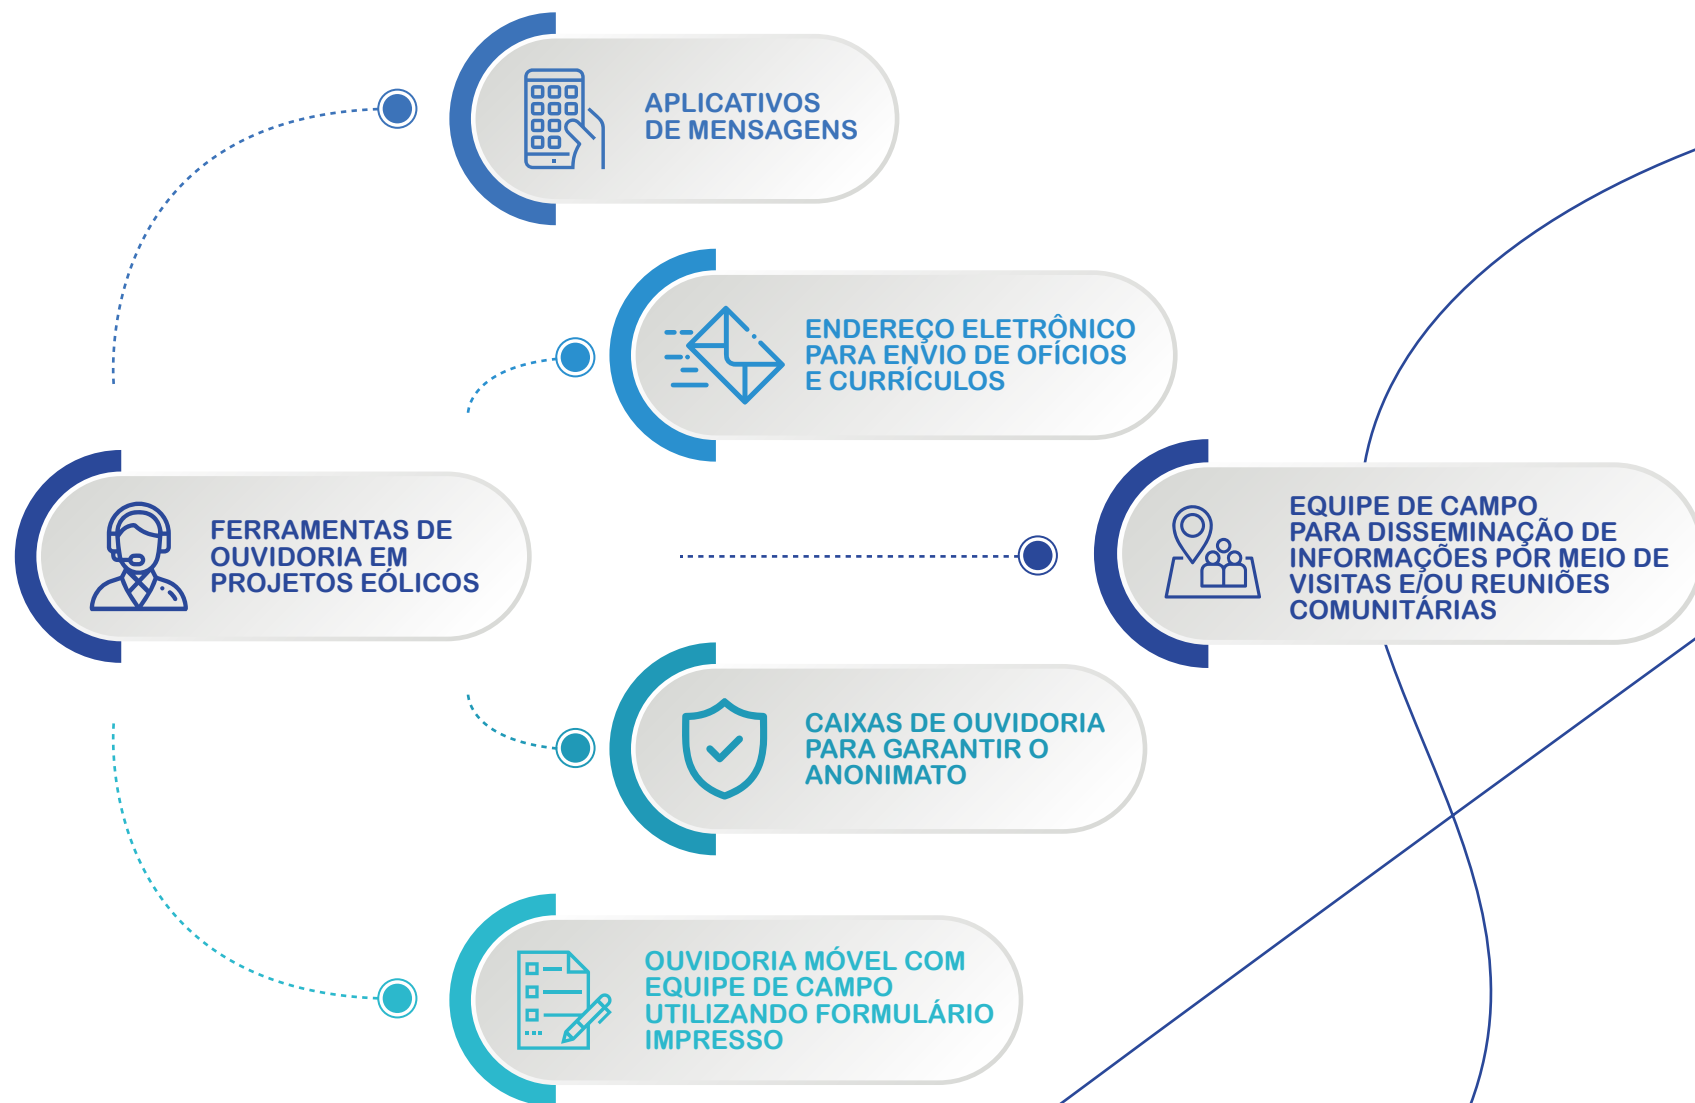 APLICATIVOS
DE MENSAGENS
ENDEREÇO ELETRÔNICO
PARA ENVIO DE OFÍCIOS
E CURRÍCULOS
FERRAMENTAS DE
OUVIDORIA EM
PROJETOS EÓLICOS
EQUIPE DE CAMPO
PARA DISSEMINAÇÃO DE
INFORMAÇÕES POR MEIO DE
VISITAS E/OU REUNIÕES
COMUNITÁRIAS
CAIXAS DE OUVIDORIA
PARA GARANTIR O
ANONIMATO
OUVIDORIA MÓVEL COM
EQUIPE DE CAMPO
UTILIZANDO FORMULÁRIO
IMPRESSO